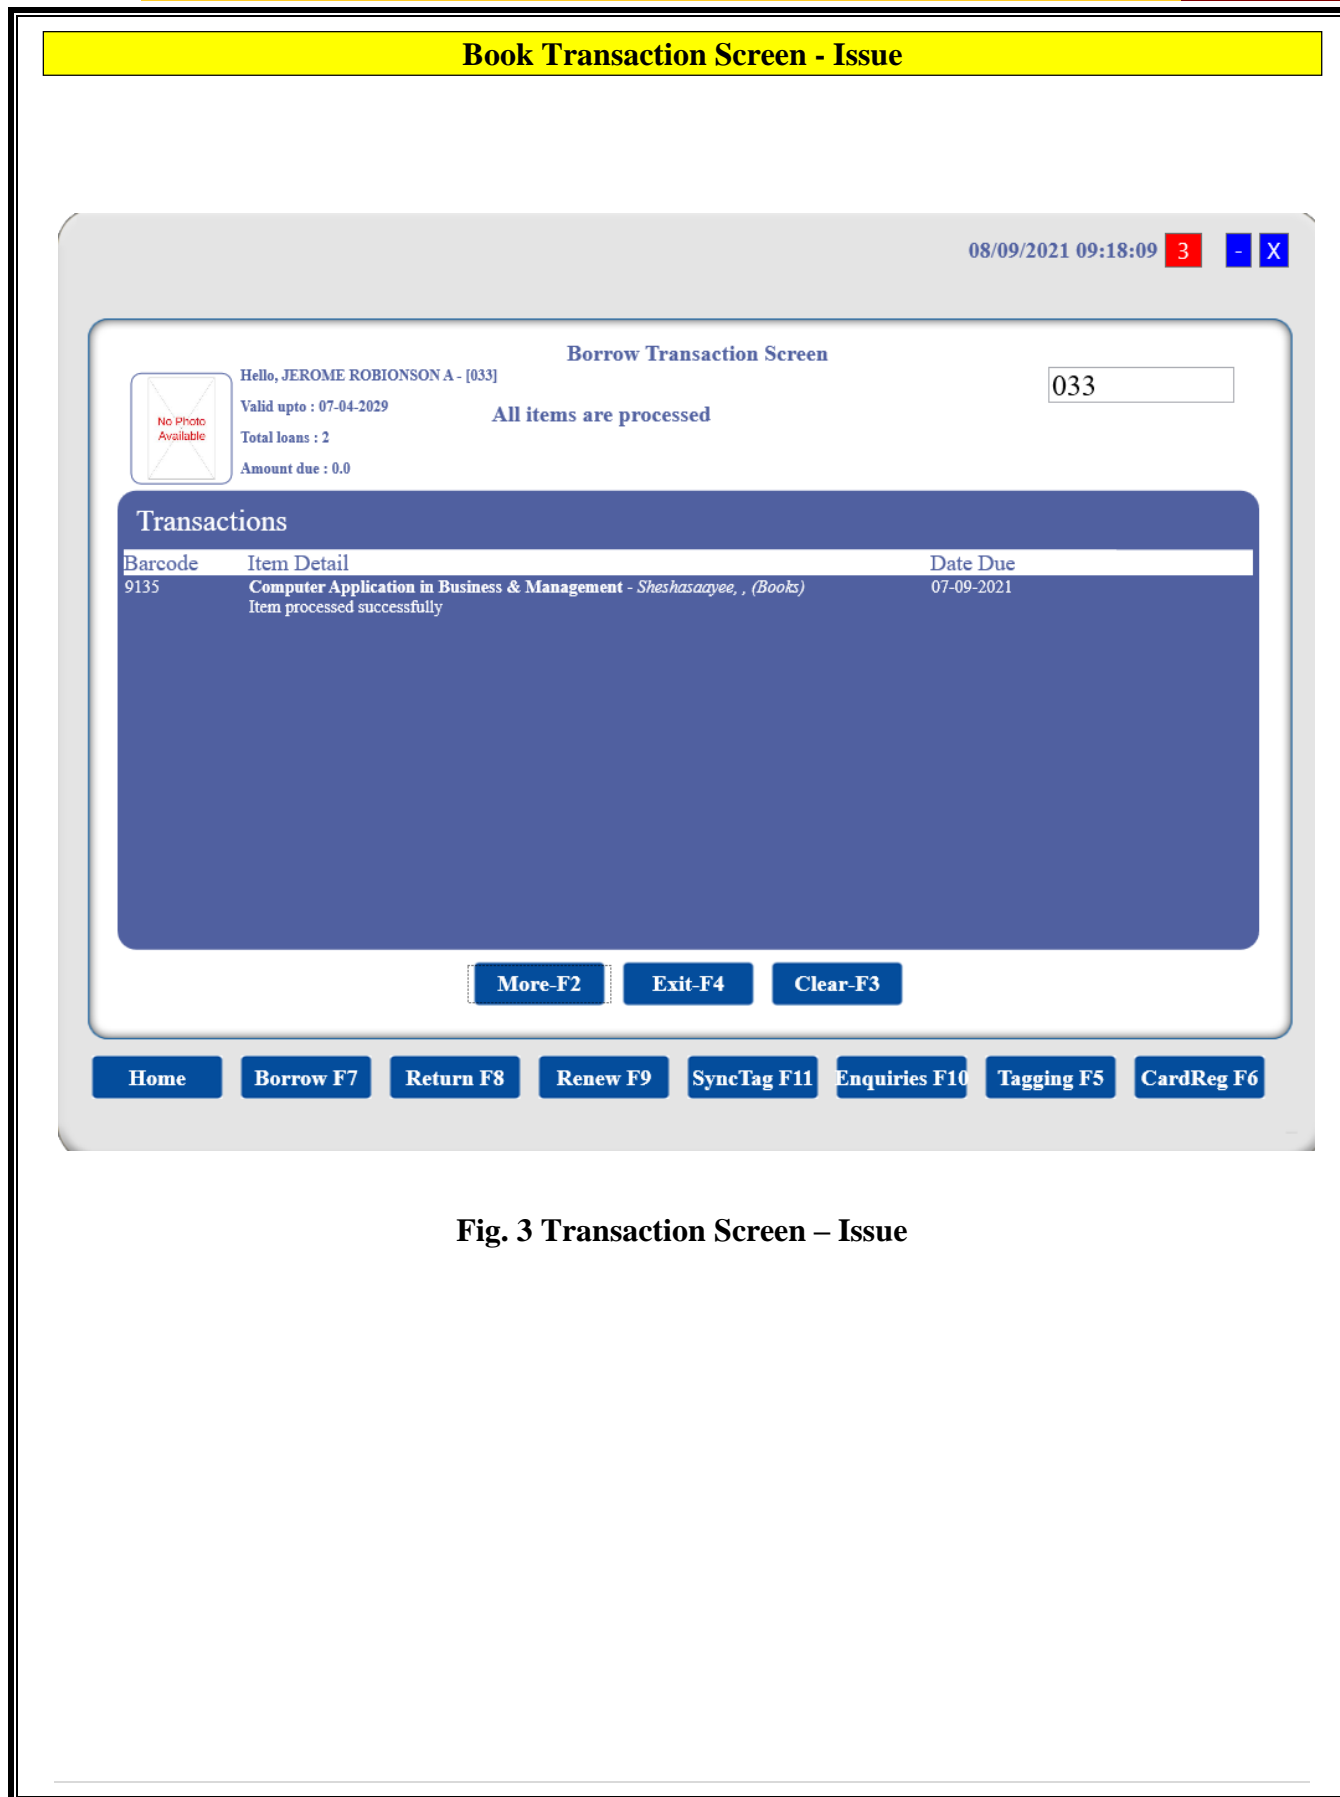 Book Transaction Screen - Issue
08/09/2021 09:18:09 3 - X
Borrow Transaction Screen
Hello, JEROME ROBIONSON A - [033]
033
No Photo
Available
Valid upto : 07-04-2029
All items are processed
Total loans : 2
Amount due : 0.0
Transactions
Barcode Item Detail Date Due
9135 Computer Application in Business & Management - Sheshasaayee, , (Books) 07-09-2021
Item processed successfully
More-F2 Exit-F4 Clear-F3
Home Borrow F7 Return F8 Renew F9 SyncTag F11 Enquiries F10 Tagging F5 CardReg F6
Fig. 3 Transaction Screen – Issue